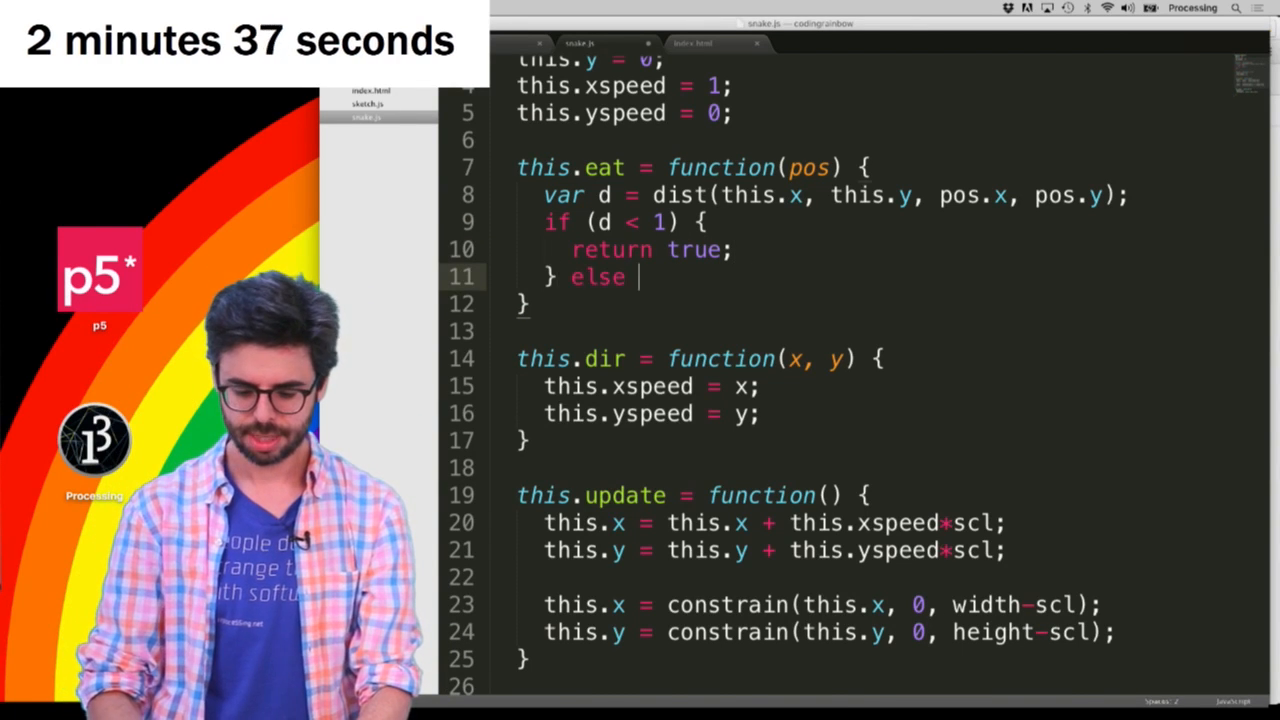 2 minutes 37 seconds
Processing
snake.js — codingrainbow
snake.js
index.html
index.html
sketch.js
snake.js
this.y = 0;
4 this.xspeed = 1;
5 this.yspeed = 0;
6
7 this.eat = function(pos) {
8 var d = dist(this.x, this.y, pos.x, pos.y);
9 if (d < 1) {
10 return true;
11 } else
12 }
13
14 this.dir = function(x, y) {
15 this.xspeed = x;
16 this.yspeed = y;
17 }
18
19 this.update = function() {
20 this.x = this.x + this.xspeed*scl;
21 this.y = this.y + this.yspeed*scl;
22
23 this.x = constrain(this.x, 0, width-scl);
24 this.y = constrain(this.y, 0, height-scl);
25 }
26
p5*
p5
Processing
Spaces: 2
JavaScript